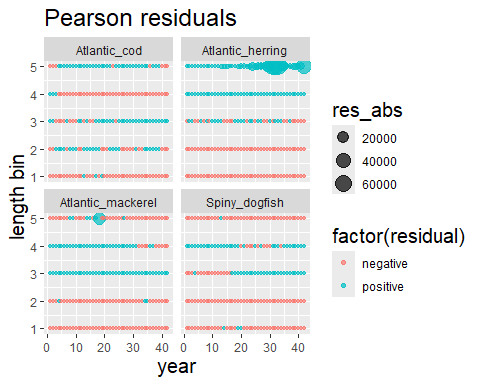 Pearson residuals
Atlantic_cod
Atlantic_herring
5
4
3
2
1
Atlantic_mackerel
Spiny_dogfish
5
4
3
2
1
0 10 20 30 40
0 10 20 30 40
length bin
year
res_abs
20000
40000
60000
factor(residual)
negative
positive